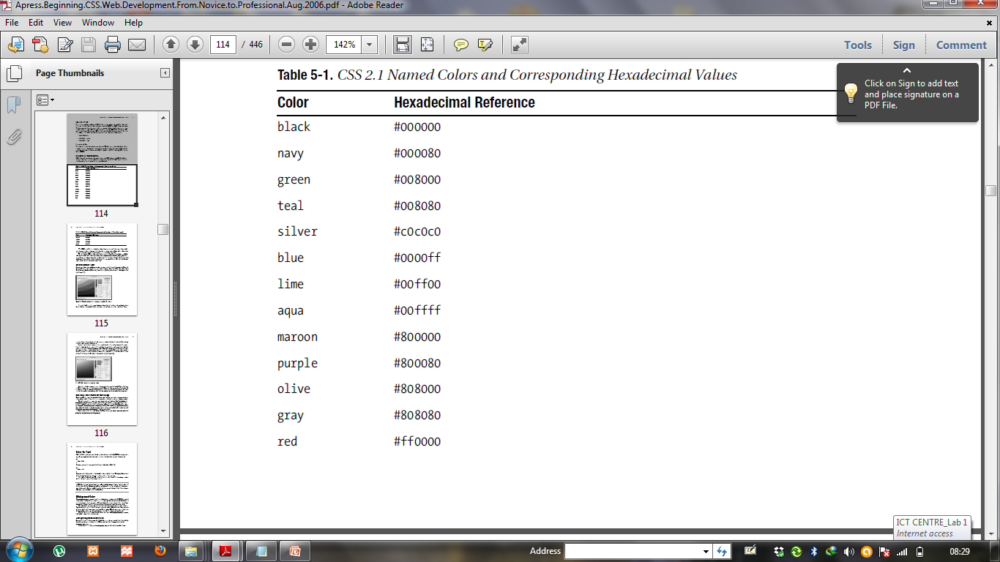 Apress.Beginning.CSS.Web.Development.From.Novice.to.Professional.Aug.2006.pdf - Adobe Reader
File Edit View Window Help
114 / 446 142% Tools Sign Comment
Page Thumbnails
114
115
116
Table 5-1. CSS 2.1 Named Colors and Corresponding Hexadecimal Values
Color Hexadecimal Reference
black #000000
navy #000080
green #008000
teal #008080
silver #c0c0c0
blue #0000ff
lime #00ff00
aqua #00ffff
maroon #800000
purple #800080
olive #808000
gray #808080
red #ff0000
Click on Sign to add text
and place signature on a
PDF File.
ICT CENTRE_Lab 1
Internet access
Address 08:29